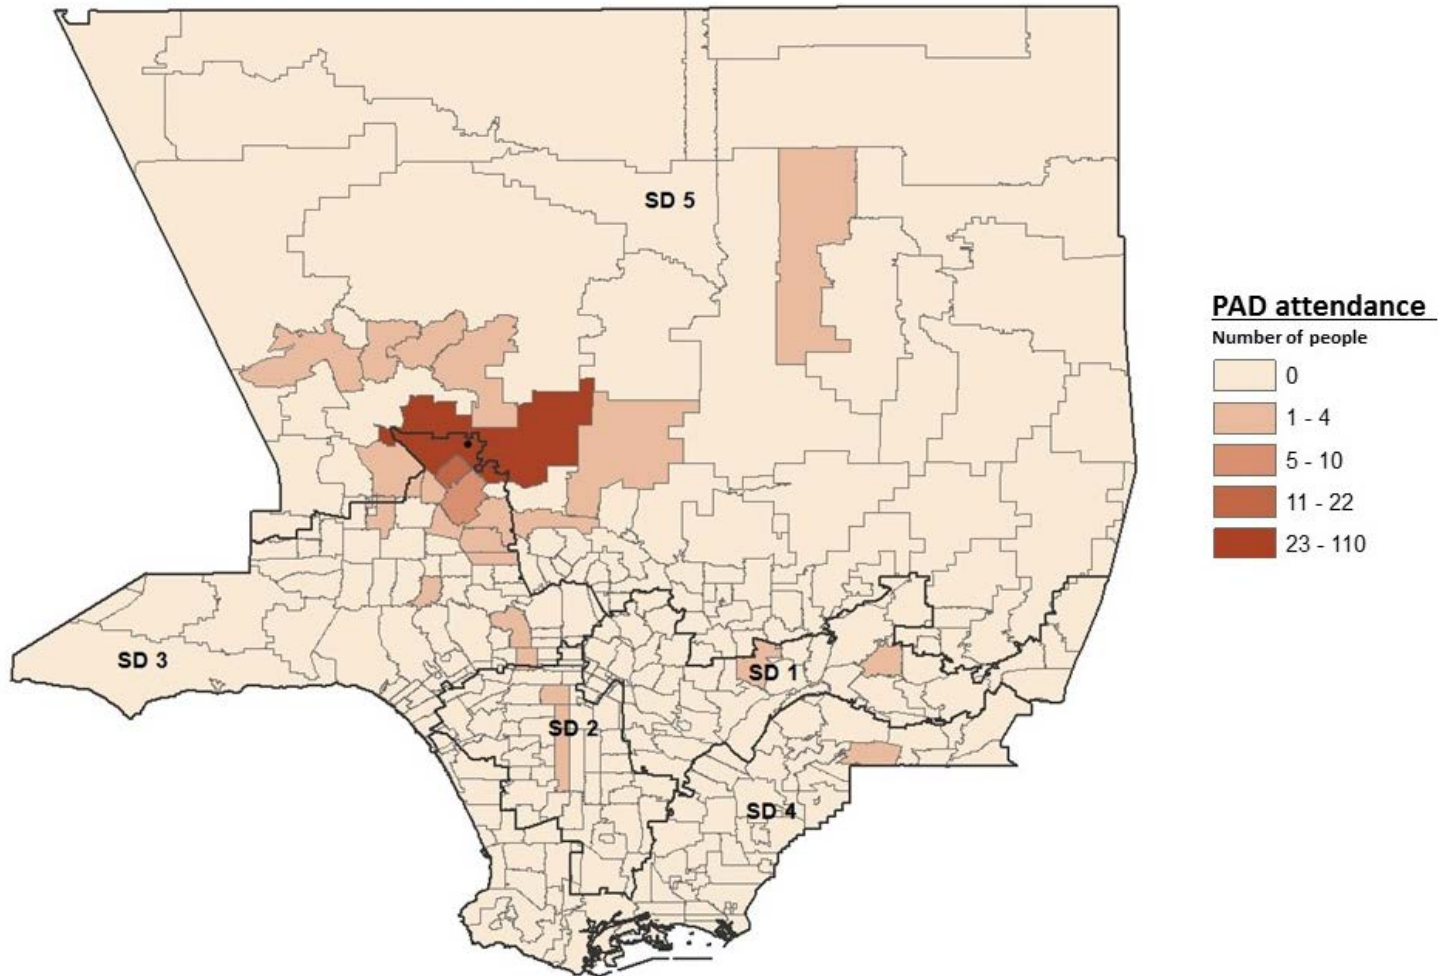 SD 5
SD 3
SD 1
SD 2
SD 4
PAD attendance
Number of people
0
1 - 4
5 - 10
11 - 22
23 - 110